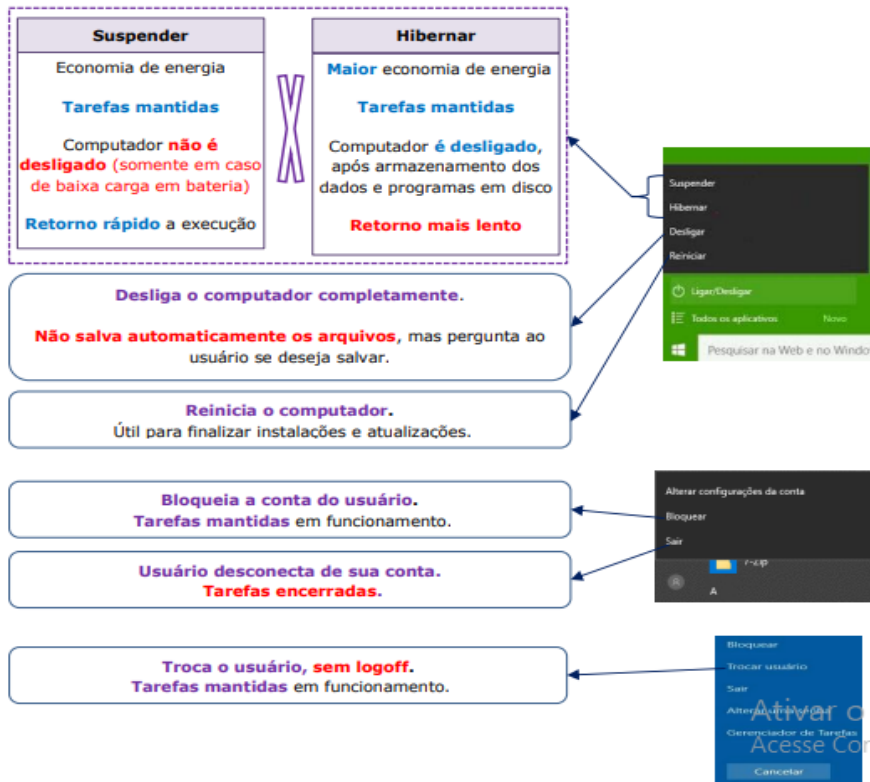 Suspender
Economia de energia
Tarefas mantidas
Computador não é
desligado (somente em caso
de baixa carga em bateria)
Retorno rápido a execução
Hibernar
Maior economia de energia
Tarefas mantidas
Computador é desligado,
após armazenamento dos
dados e programas em disco
Retorno mais lento
Suspender
Hibernar
Desligar
Reiniciar
Ligar/Desligar
Todos os aplicativos Novo
Pesquisar na Web e no Window
Desliga o computador completamente.
Não salva automaticamente os arquivos, mas pergunta ao
usuário se deseja salvar.
Reinicia o computador.
Útil para finalizar instalações e atualizações.
Bloqueia a conta do usuário.
Tarefas mantidas em funcionamento.
Usuário desconecta de sua conta.
Tarefas encerradas.
Alterar configurações da conta
Bloquear
Sair
7-Zip
A
Troca o usuário, sem logoff.
Tarefas mantidas em funcionamento.
Bloquear
Trocar usuário
Sair
Alterar uma senha
Gerenciador de Tarefas
Cancelar
Ativar o
Acesse Con